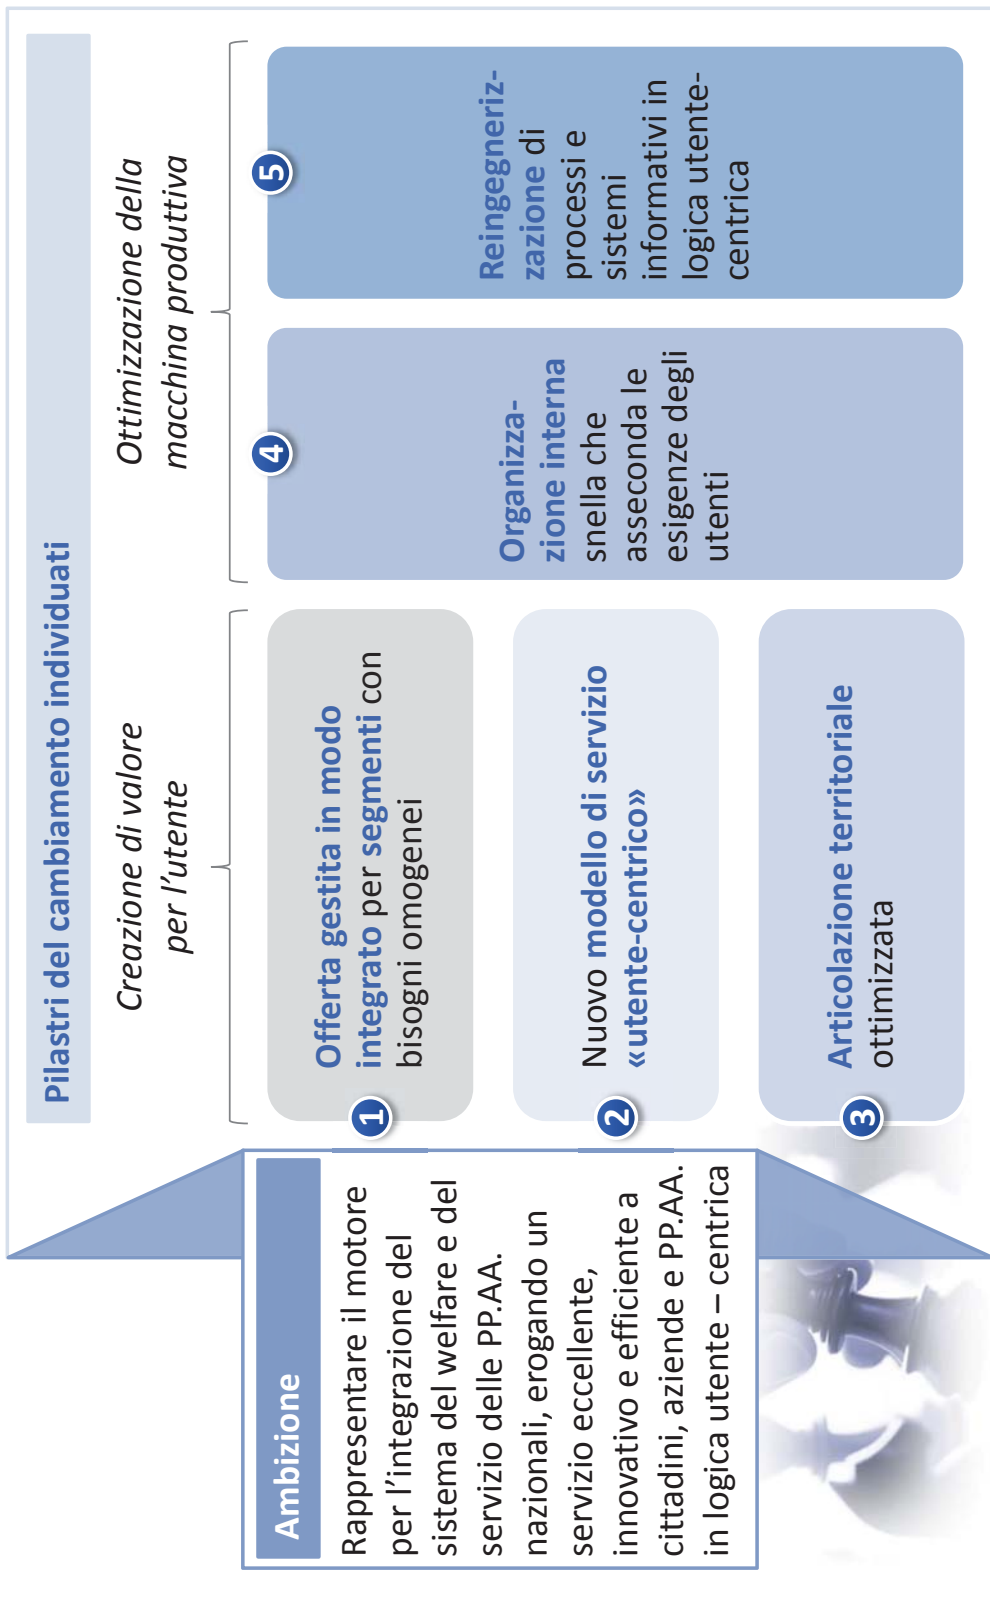 Pilastri del cambiamento individuati
Ambizione
Rappresentare il motore
per l'integrazione del
sistema del welfare e del
servizio delle PP.AA.
nazionali, erogando un
servizio eccellente,
innovativo e efficiente a
cittadini, aziende e PP.AA.
in logica utente – centrica
Creazione di valore
per l'utente
1
Offerta gestita in modo
integrato per segmenti con
bisogni omogenei
2
Nuovo modello di servizio
«utente-centrico»
3
Articolazione territoriale
ottimizzata
Ottimizzazione della
macchina produttiva
4
Organizza-
zione interna
snella che
asseconda le
esigenze degli
utenti
5
Reingegneriz-
zazione di
processi e
sistemi
informativi in
logica utente-
centrica